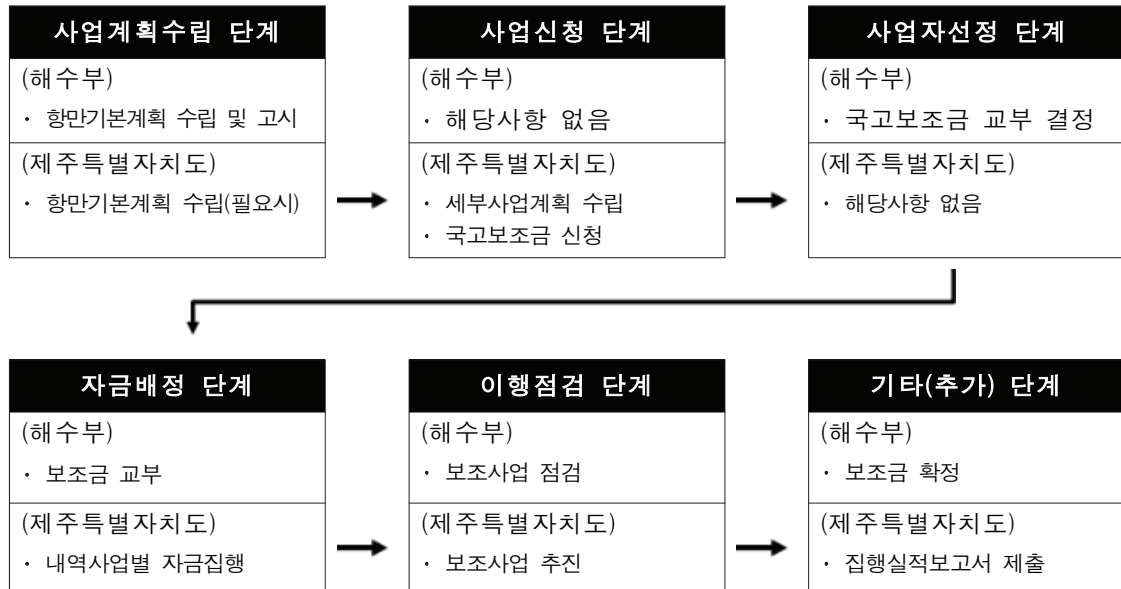 사업계획수립 단계
(해수부)
· 항만기본계획 수립 및 고시
(제주특별자치도)
· 항만기본계획 수립(필요시)
사업신청 단계
(해수부)
· 해당사항 없음
(제주특별자치도)
· 세부사업계획 수립
· 국고보조금 신청
사업자선정 단계
(해수부)
· 국고보조금 교부 결정
(제주특별자치도)
· 해당사항 없음
자금배정 단계
(해수부)
· 보조금 교부
(제주특별자치도)
· 내역사업별 자금집행
이행점검 단계
(해수부)
· 보조사업 점검
(제주특별자치도)
· 보조사업 추진
기타(추가) 단계
(해수부)
· 보조금 확정
(제주특별자치도)
· 집행실적보고서 제출